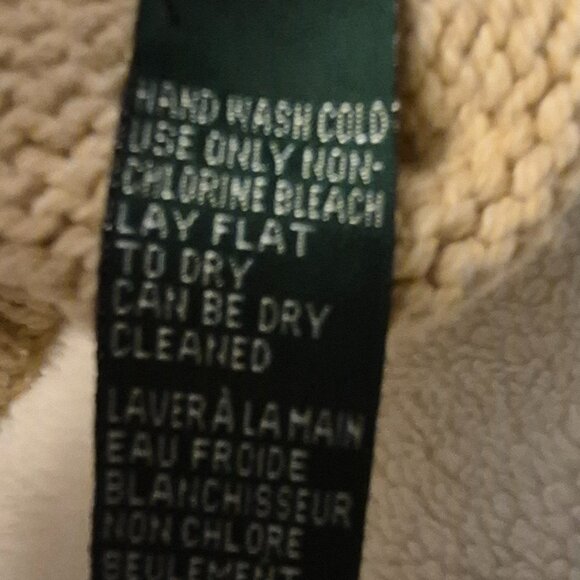 HAND WASH COLD
USE ONLY NON-
CHLORINE BLEACH
LAY FLAT
TO DRY
CAN BE DRY
CLEANED
LAVER À LA MAIN
EAU FROIDE
BLANCHISSEUR
NON CHLORE
BEULEMENT